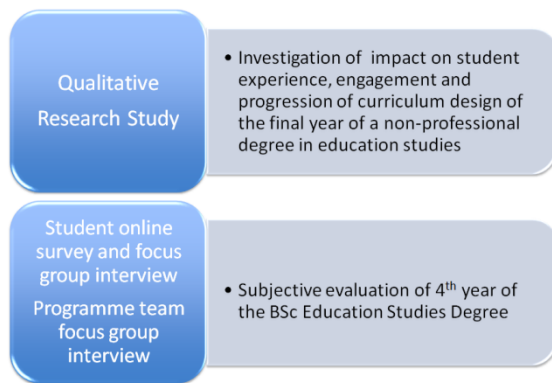 Qualitative
Research Study
• Investigation of impact on student
experience, engagement and
progression of curriculum design of
the final year of a non-professional
degree in education studies
Student online
survey and focus
group interview
Programme team
focus group
interview
• Subjective evaluation of 4th year of
the BSc Education Studies Degree